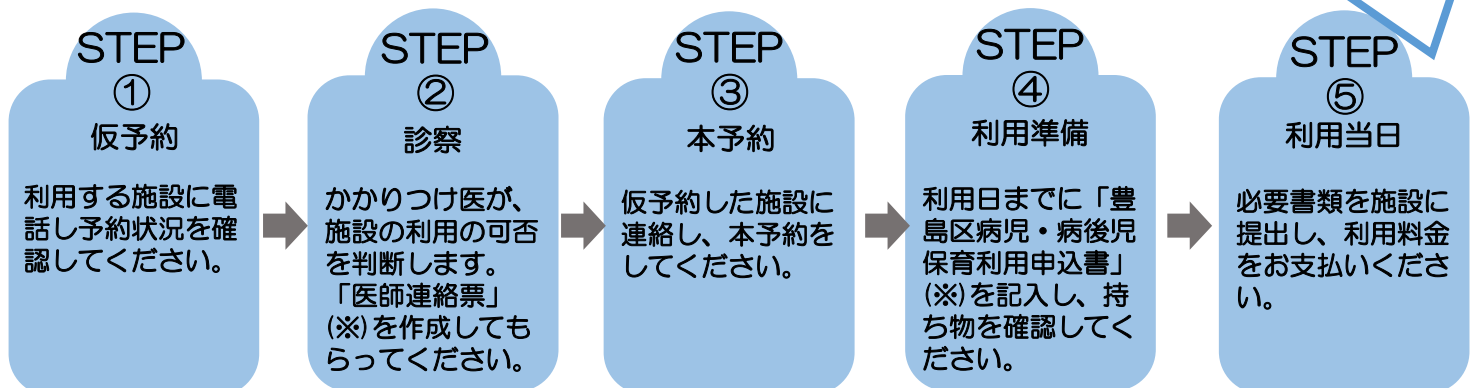 STEP
①
仮予約
利用する施設に電
話し予約状況を確
認してください。
STEP
②
診察
かかりつけ医が、
施設の利用の可否
を判断します。
「医師連絡票」
(※)を作成しても
らってください。
STEP
③
本予約
仮予約した施設に
連絡し、本予約を
してください。
STEP
④
利用準備
利用日までに「豊
島区病児・病後児
保育利用申込書」
(※)を記入し、持
ち物を確認してく
ださい。
STEP
⑤
利用当日
必要書類を施設に
提出し、利用料金
をお支払いくださ
い。